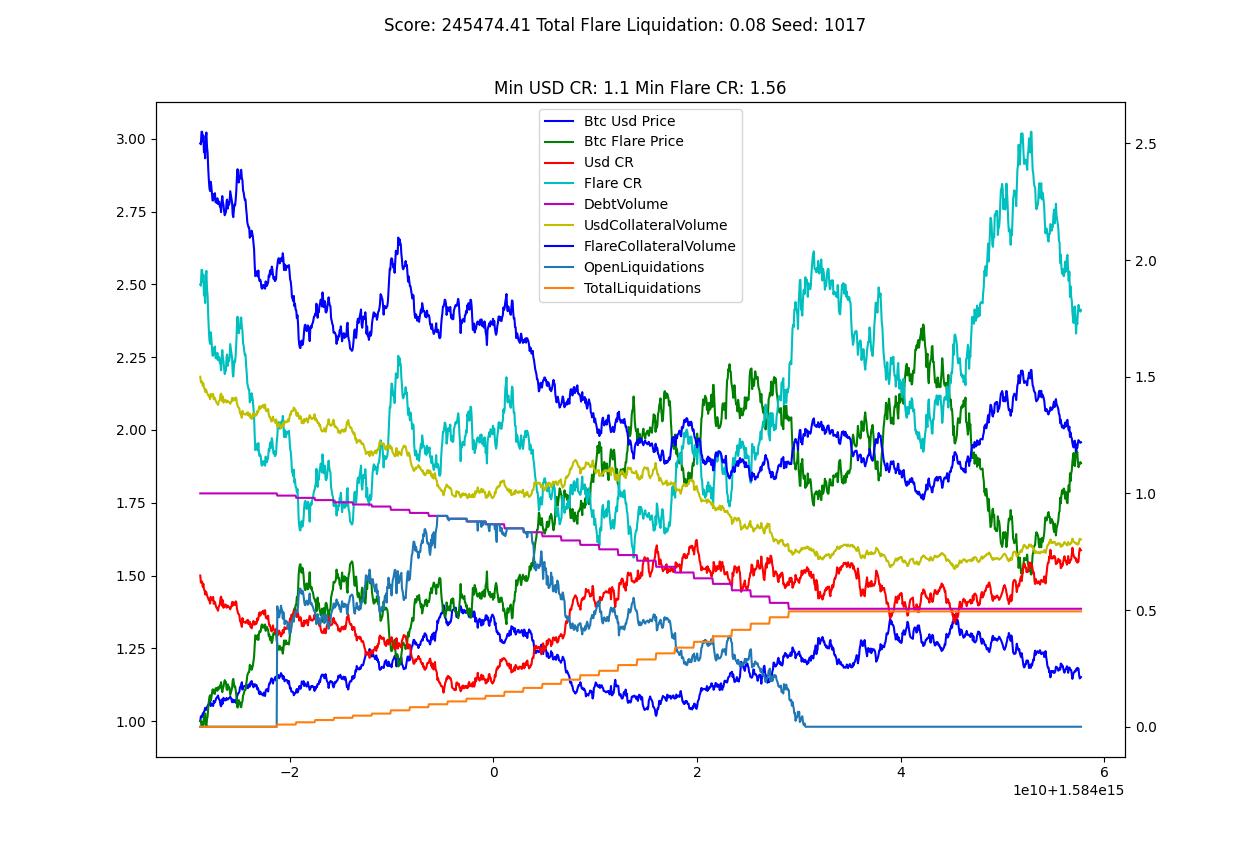 Score: 245474.41 Total Flare Liquidation: 0.08 Seed: 1017
Min USD CR: 1.1 Min Flare CR: 1.56
Btc Usd Price
Btc Flare Price
Usd CR
Flare CR
DebtVolume
UsdCollateralVolume
FlareCollateralVolume
OpenLiquidations
TotalLiquidations
3.00
2.75
2.50
2.25
2.00
1.75
1.50
1.25
1.00
2.5
2.0
1.5
1.0
0.5
0.0
−2 0 2 4 6
1e10+1.584e15